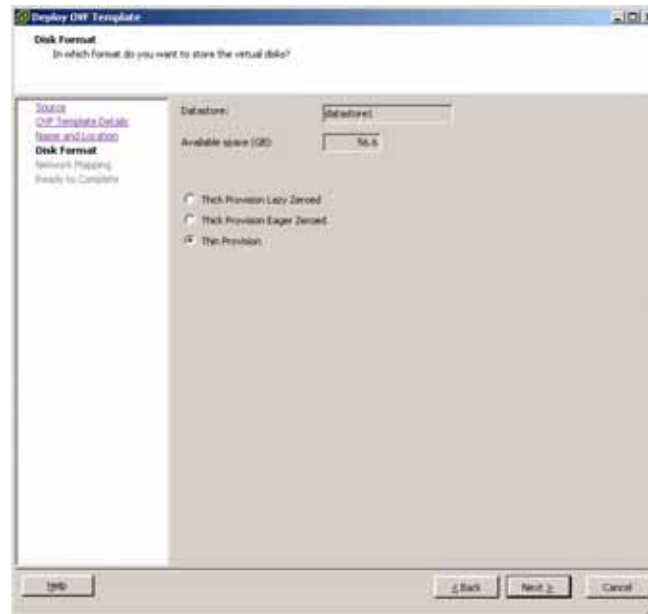 Deploy OVF Template
Disk Format
In which format do you want to store the virtual disks?
Source
OVF Template Details
Name and Location
Disk Format
Network Mapping
Ready to Complete
Datastore:
datastore1
Available space (GB):
56.6
Thick Provision Lazy Zeroed
Thick Provision Eager Zeroed
Thin Provision
Help
< Back
Next >
Cancel